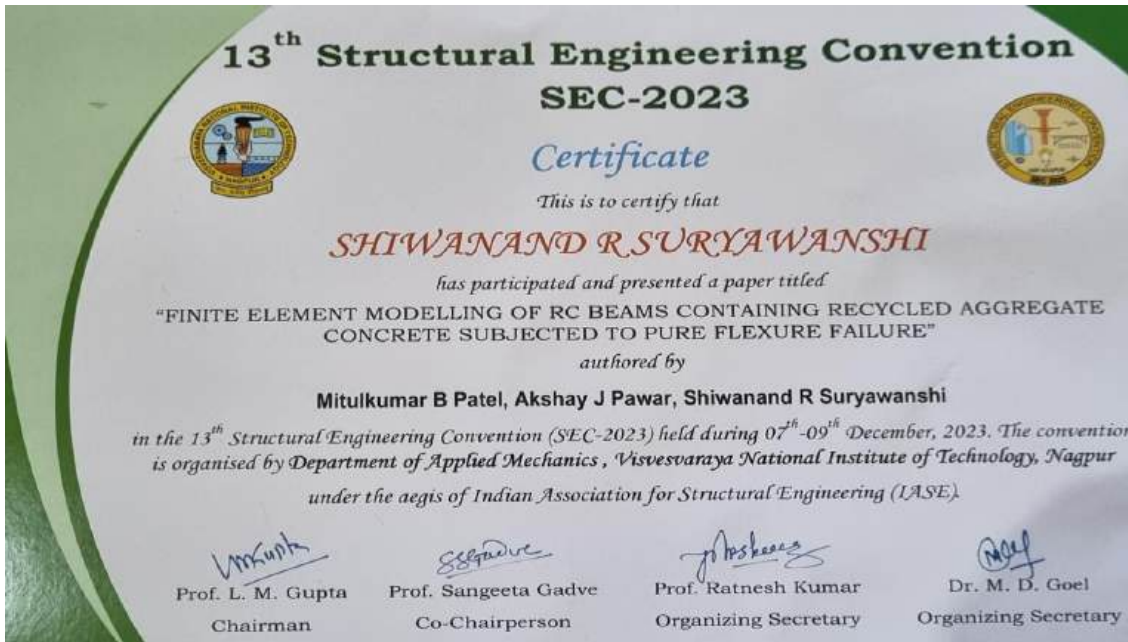 13th Structural Engineering Convention
SEC-2023
Certificate
This is to certify that
SHIWANAND R SURYAWANSHI
has participated and presented a paper titled
“FINITE ELEMENT MODELLING OF RC BEAMS CONTAINING RECYCLED AGGREGATE
CONCRETE SUBJECTED TO PURE FLEXURE FAILURE”
authored by
Mitulkumar B Patel, Akshay J Pawar, Shiwanand R Suryawanshi
in the 13th Structural Engineering Convention (SEC-2023) held during 07th-09th December, 2023. The convention
is organised by Department of Applied Mechanics , Visvesvaraya National Institute of Technology, Nagpur
under the aegis of Indian Association for Structural Engineering (IASE).
Prof. L. M. Gupta Prof. Sangeeta Gadve Prof. Ratnesh Kumar Dr. M. D. Goel
Chairman Co-Chairperson Organizing Secretary Organizing Secretary